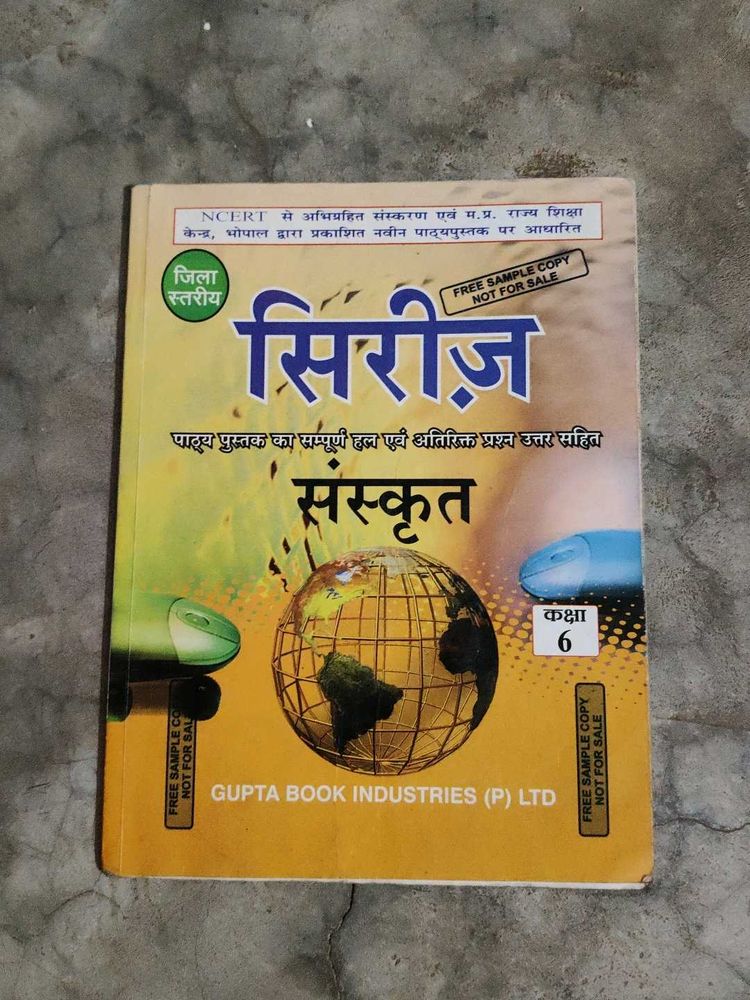 NCERT से अभिग्रहित संस्करण एवं म.प्र. राज्य शिक्षा
केन्द्र, भोपाल द्वारा प्रकाशित नवीन पाठ्यपुस्तक पर आधारित
जिला
स्तरीय
FREE SAMPLE COPY
NOT FOR SALE
सिरीज़
पाठ्य पुस्तक का सम्पूर्ण हल एवं अतिरिक्त प्रश्न उत्तर सहित
संस्कृत
कक्षा
6
FREE SAMPLE COPY
NOT FOR SALE
FREE SAMPLE COPY
NOT FOR SALE
GUPTA BOOK INDUSTRIES (P) LTD